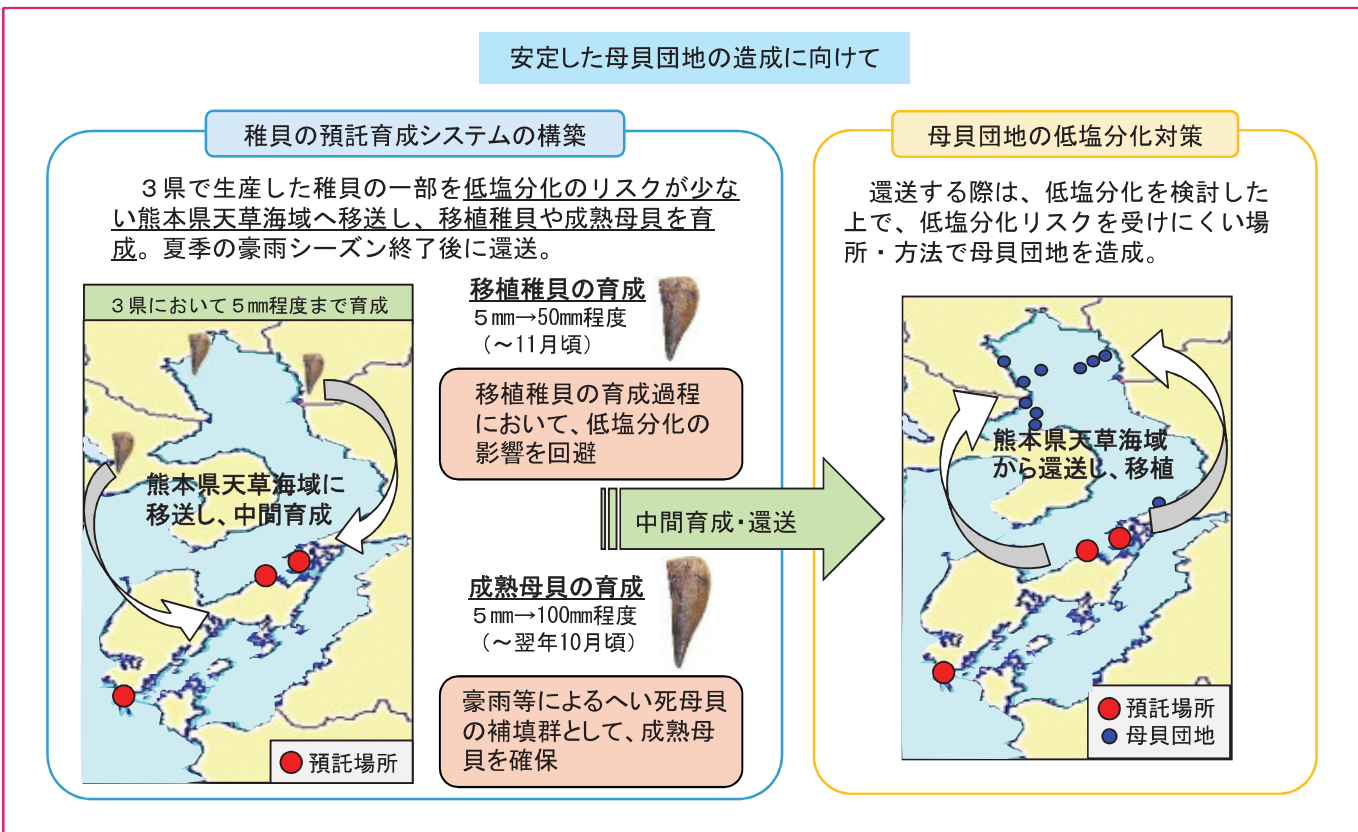 安定した母貝団地の造成に向けて
稚貝の預託育成システムの構築
３県で生産した稚貝の一部を低塩分化のリスクが少な
い熊本県天草海域へ移送し、移植稚貝や成熟母貝を育
成。夏季の豪雨シーズン終了後に還送。
３県において５㎜程度まで育成
熊本県天草海域に
移送し、中間育成
預託場所
移植稚貝の育成
５㎜→50㎜程度
（～11月頃）
移植稚貝の育成過程
において、低塩分化の
影響を回避
中間育成・還送
成熟母貝の育成
５㎜→100㎜程度
（～翌年10月頃）
豪雨等によるへい死母貝
の補填群として、成熟母
貝を確保
母貝団地の低塩分化対策
還送する際は、低塩分化を検討した
上で、低塩分化リスクを受けにくい場
所・方法で母貝団地を造成。
熊本県天草海域
から還送し、移植
預託場所
母貝団地